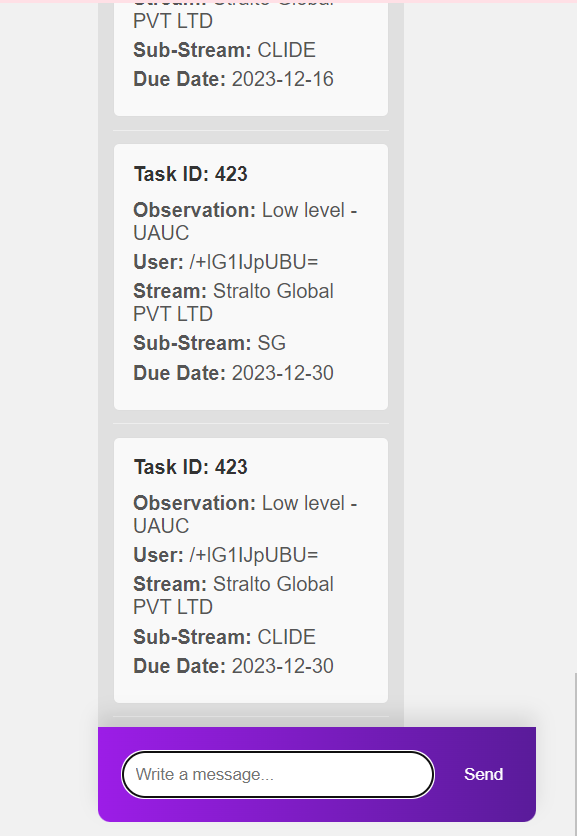 PVT LTD
Sub-Stream: CLIDE
Due Date: 2023-12-16
Task ID: 423
Observation: Low level -
UAUC
User: /+IG1IJpUBU=
Stream: Stralto Global
PVT LTD
Sub-Stream: SG
Due Date: 2023-12-30
Task ID: 423
Observation: Low level -
UAUC
User: /+IG1IJpUBU=
Stream: Stralto Global
PVT LTD
Sub-Stream: CLIDE
Due Date: 2023-12-30
Write a message... Send